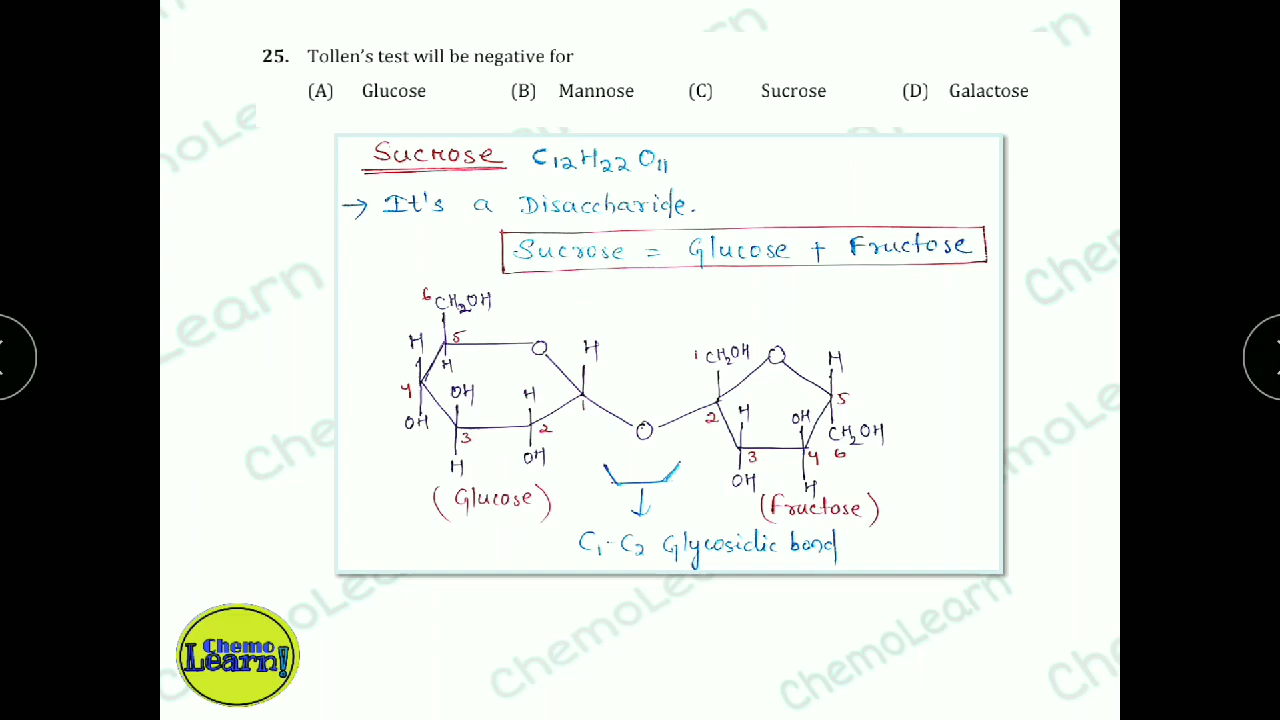 25. Tollen's test will be negative for
(A) Glucose (B) Mannose (C) Sucrose (D) Galactose
Sucrose C12H22O11
→ It's a Disaccharide.
Sucrose = Glucose + Fructose
6 CH2OH
H 5 O H 1 CH2OH O H
H
4 OH H 1 2 H OH 5
OH 3 2 O CH2OH
H OH 3 4 6
OH H
(Glucose) (Fructose)
C1-C2 Glycosidic bond
Chemo
Learn!
ChemoLearn
ChemoLearn